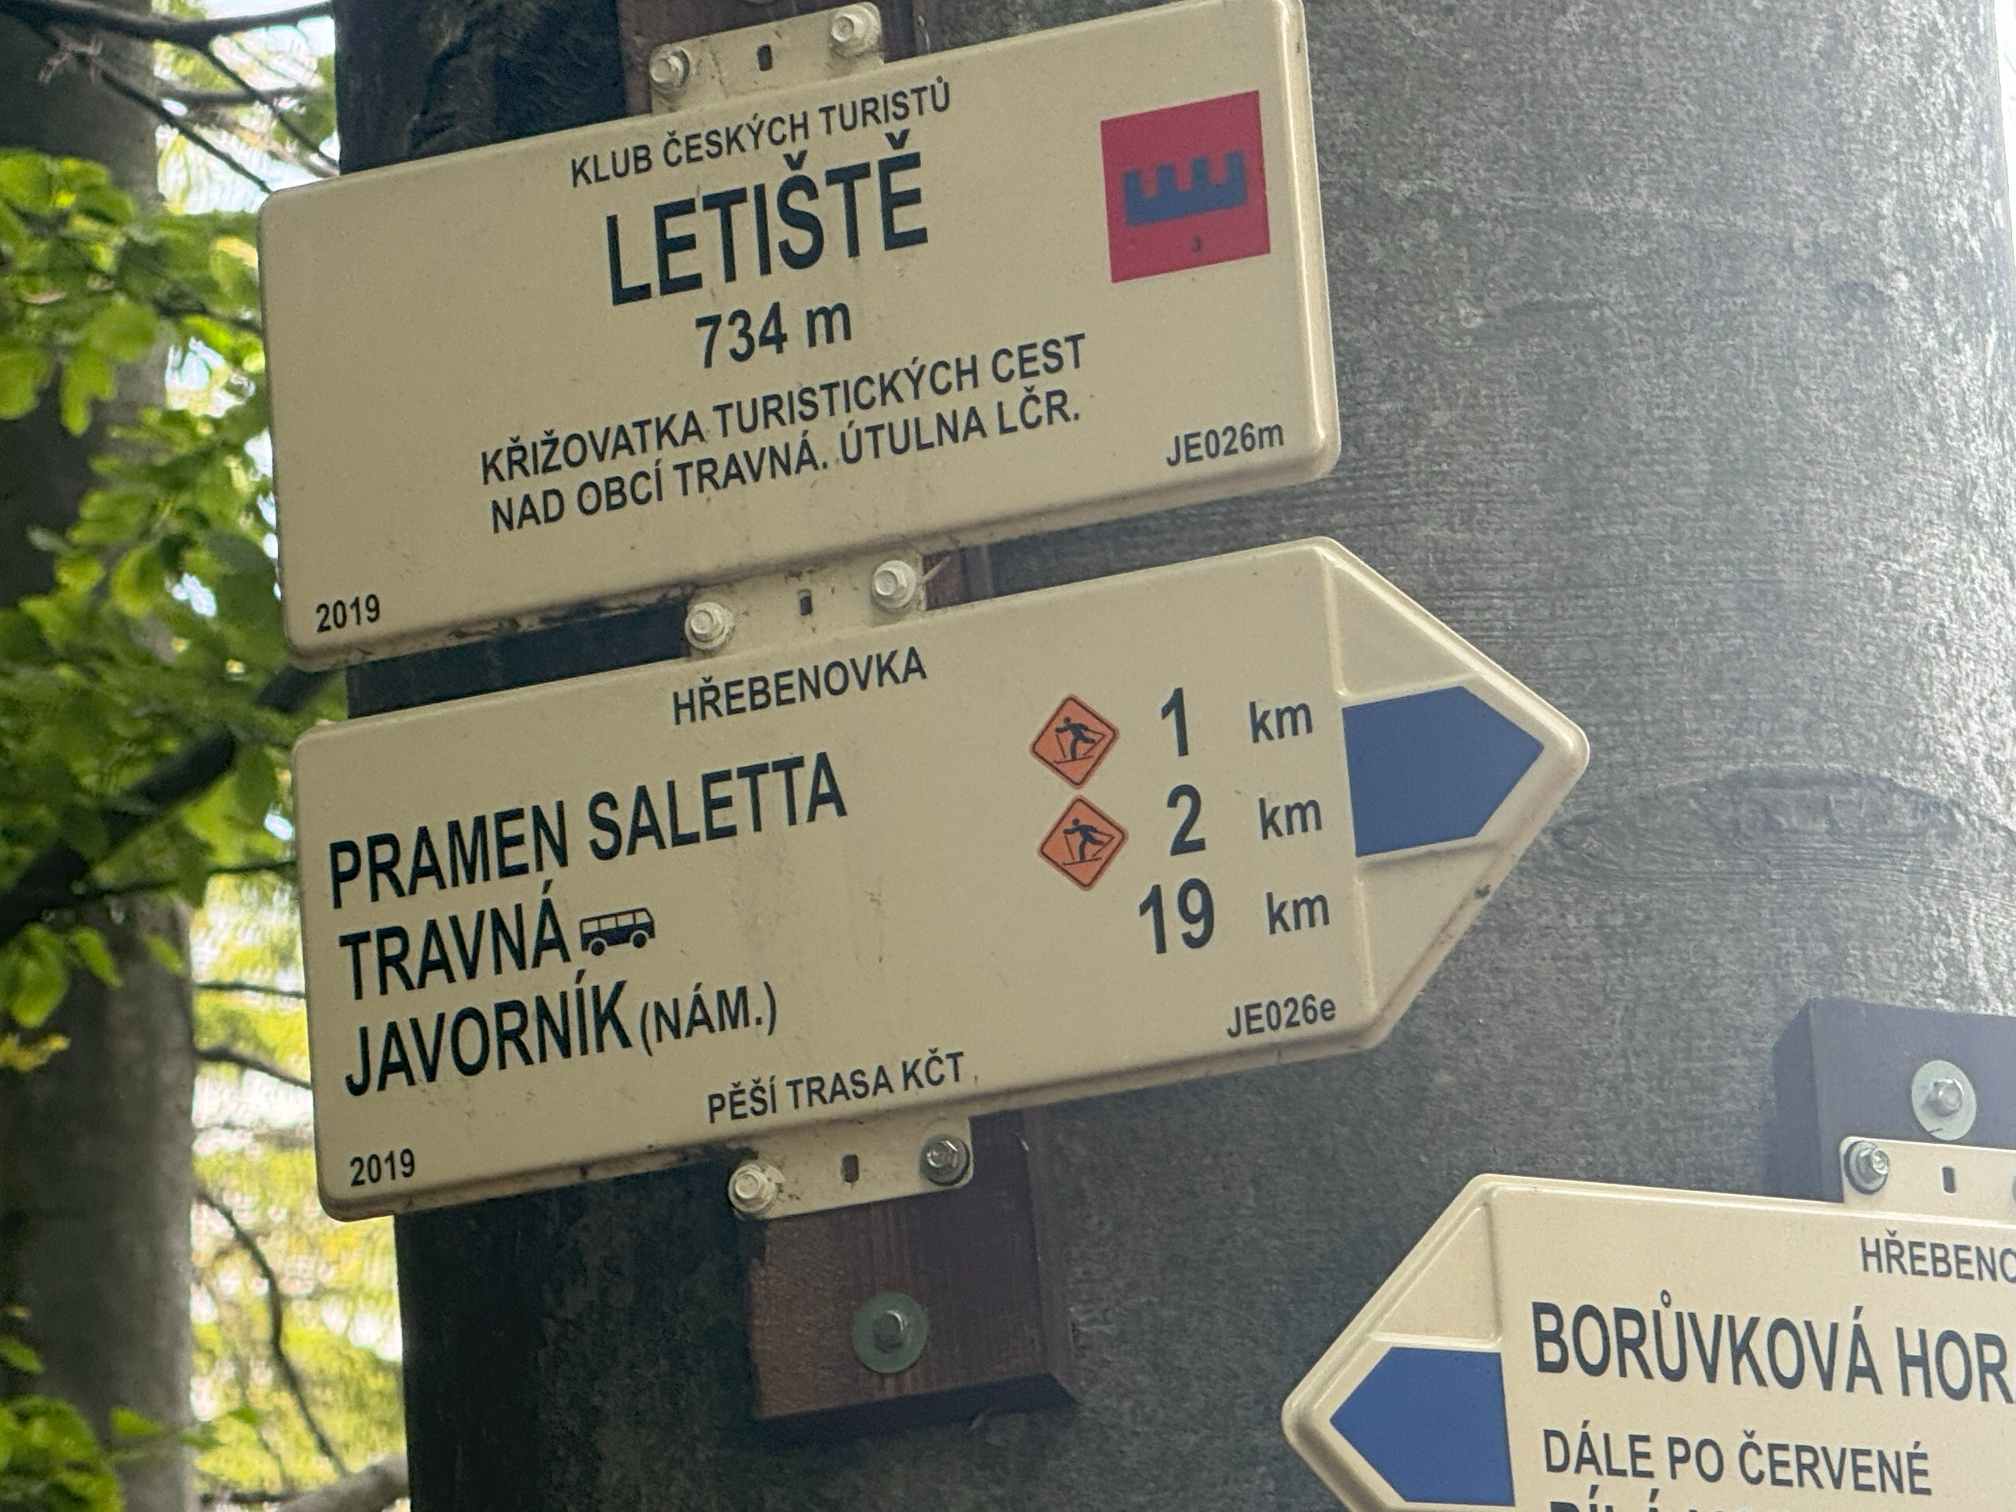 KLUB ČESKÝCH TURISTŮ
LETIŠTĚ
734 m
KŘIŽOVATKA TURISTICKÝCH CEST
NAD OBCÍ TRAVNÁ. ÚTULNA LČR.
JE026m
2019
HŘEBENOVKA
PRAMEN SALETTA 1 km
TRAVNÁ 2 km
JAVORNÍK (NÁM.) 19 km
JE026e
PĚŠÍ TRASA KČT
2019
HŘEBENO
BORŮVKOVÁ HOR
DÁLE PO ČERVENÉ